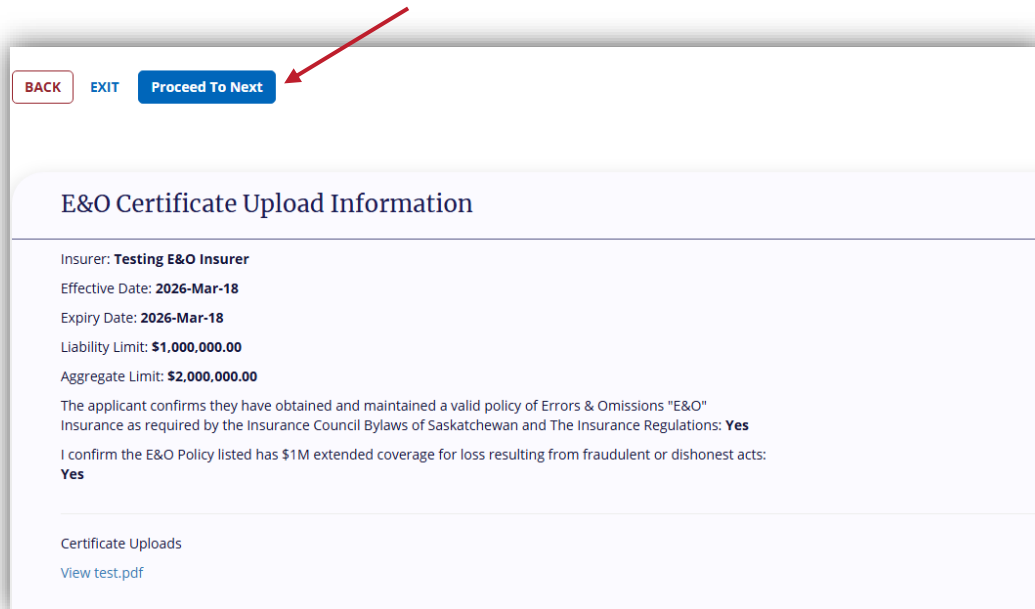 BACK EXIT Proceed To Next
E&O Certificate Upload Information
Insurer: Testing E&O Insurer
Effective Date: 2026-Mar-18
Expiry Date: 2026-Mar-18
Liability Limit: $1,000,000.00
Aggregate Limit: $2,000,000.00
The applicant confirms they have obtained and maintained a valid policy of Errors & Omissions "E&O"
Insurance as required by the Insurance Council Bylaws of Saskatchewan and The Insurance Regulations: Yes
I confirm the E&O Policy listed has $1M extended coverage for loss resulting from fraudulent or dishonest acts:
Yes
Certificate Uploads
View test.pdf